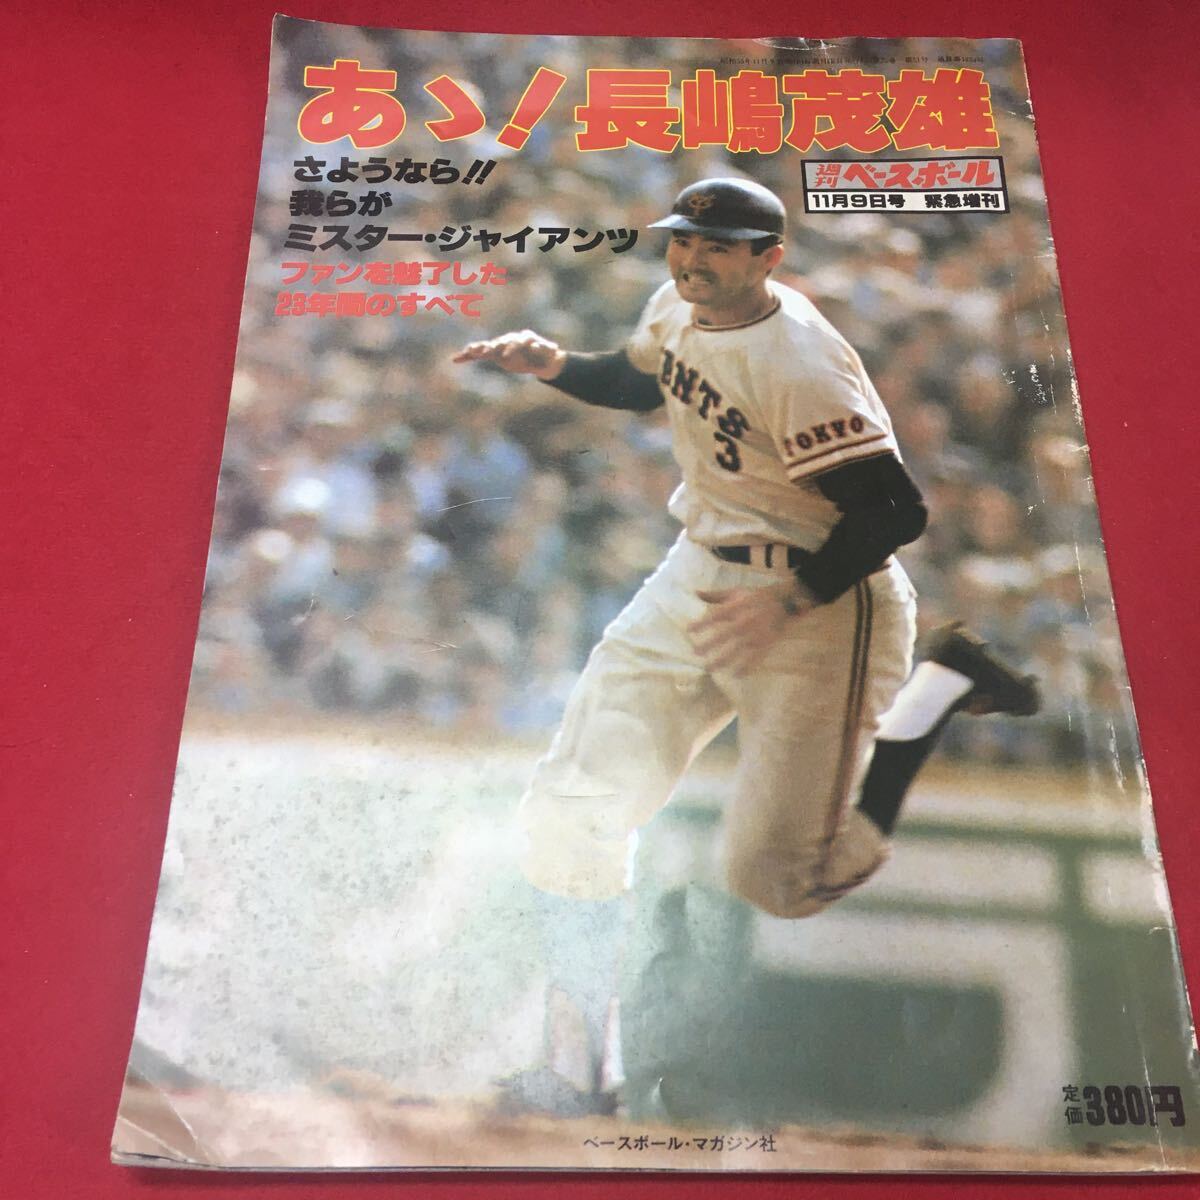 あゝ!長嶋茂雄
さようなら!!
我らが
ミスター・ジャイアンツ
ファンを魅了した
23年間のすべて
週刊ベースボール
11月9日号 緊急増刊
YG
ANTS
3
TOKYO
定価380円
ベースボール・マガジン社